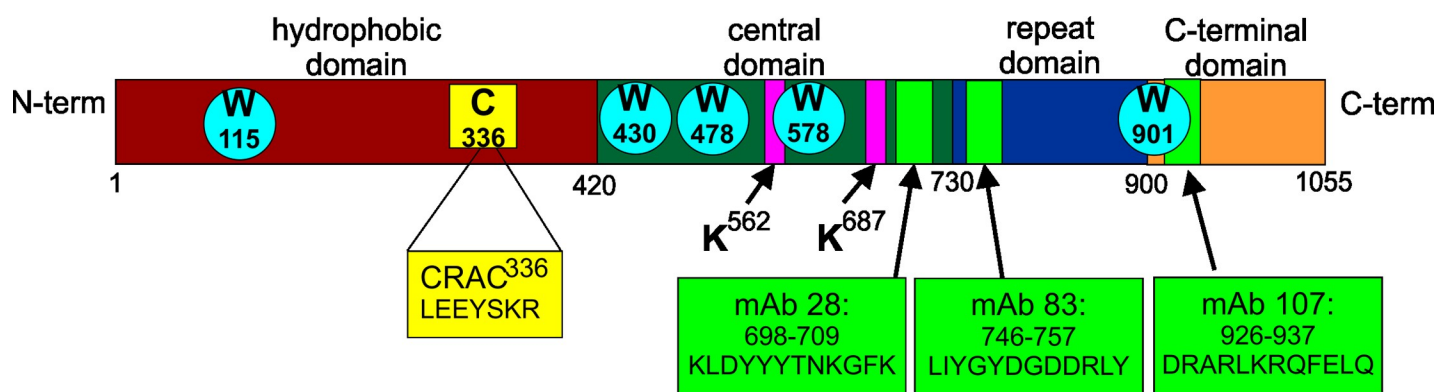 hydrophobic
domain
central
domain
repeat
domain
C-terminal
domain
N-term
W
115
C
336
W
430
W
478
W
578
W
901
C-term
1
420
730
900
1055
K562
K687
CRAC336
LEEYSKR
mAb 28:
698-709
KLDYYYTNKGFK
mAb 83:
746-757
LIYGYDGDDRLY
mAb 107:
926-937
DRARLKRQFELQ